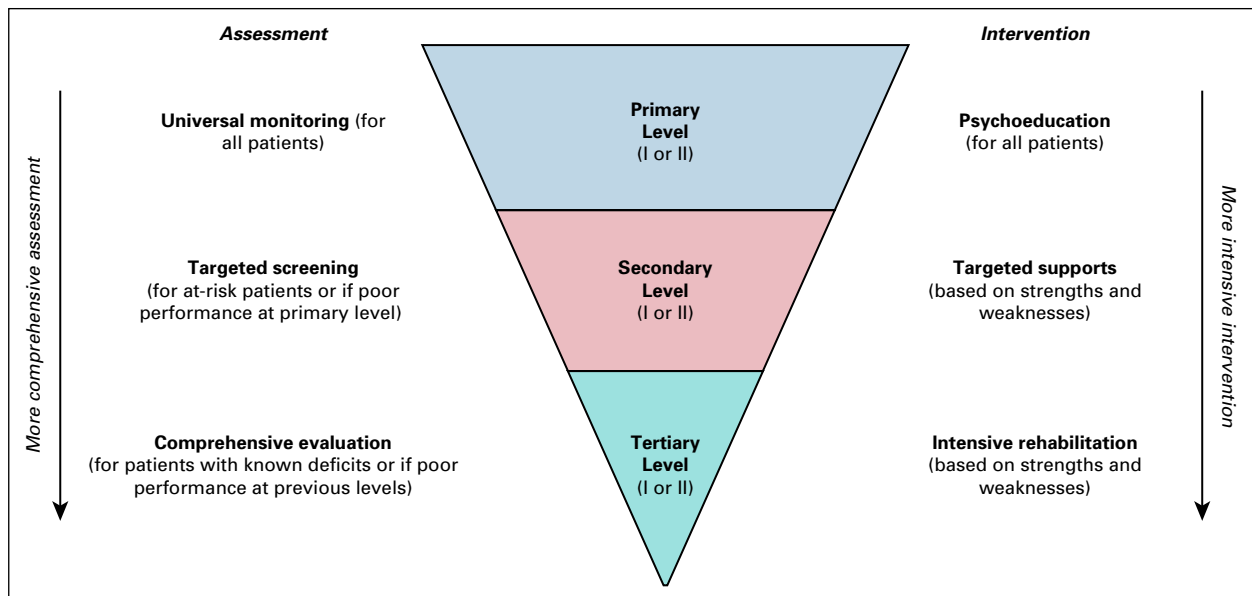 Assessment
Intervention
More comprehensive assessment
Universal monitoring (for
all patients)
Primary
Level
(I or II)
Psychoeducation
(for all patients)
Targeted screening
(for at-risk patients or if poor
performance at primary level)
Secondary
Level
(I or II)
Targeted supports
(based on strengths and
weaknesses)
Comprehensive evaluation
(for patients with known deficits or if poor
performance at previous levels)
Tertiary
Level
(I or II)
Intensive rehabilitation
(based on strengths and
weaknesses)
More intensive intervention